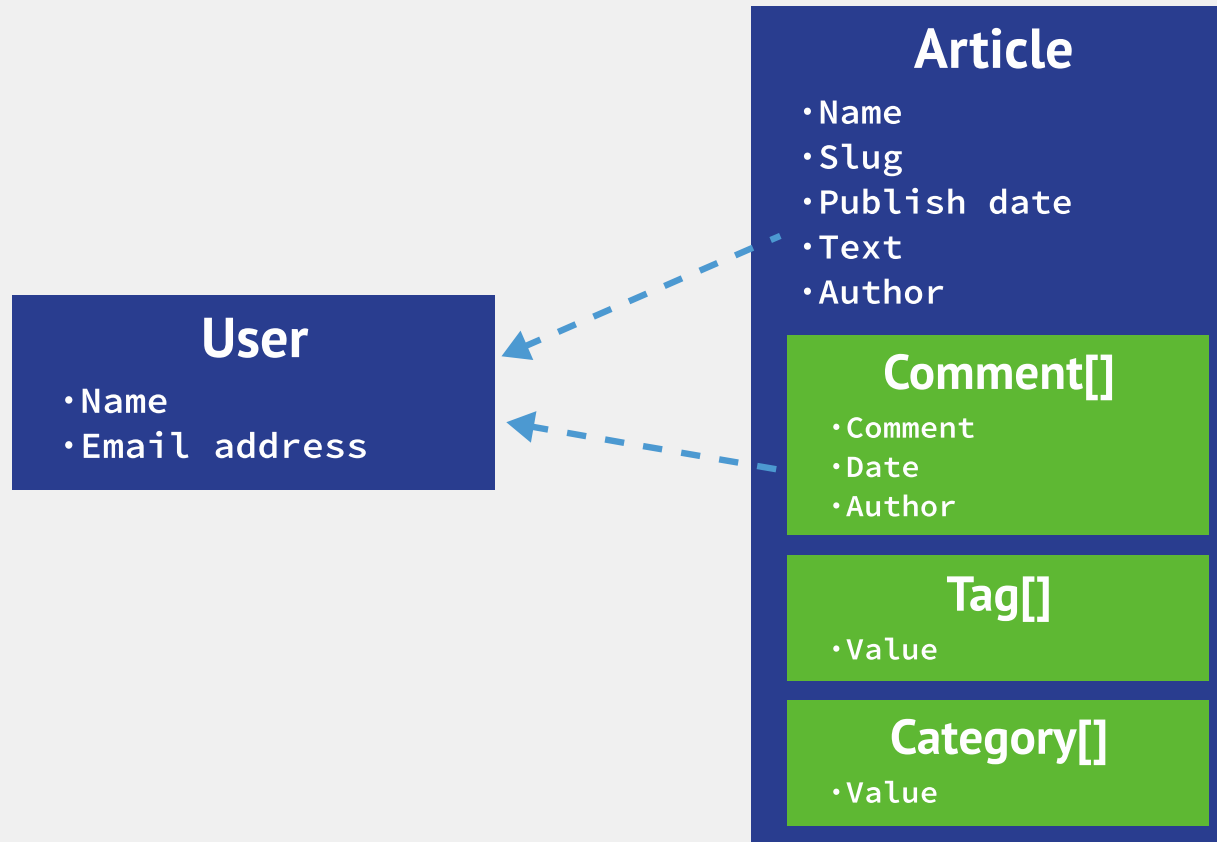 User
·Name
·Email address
Article
·Name
·Slug
·Publish date
·Text
·Author
Comment[]
·Comment
·Date
·Author
Tag[]
·Value
Category[]
·Value